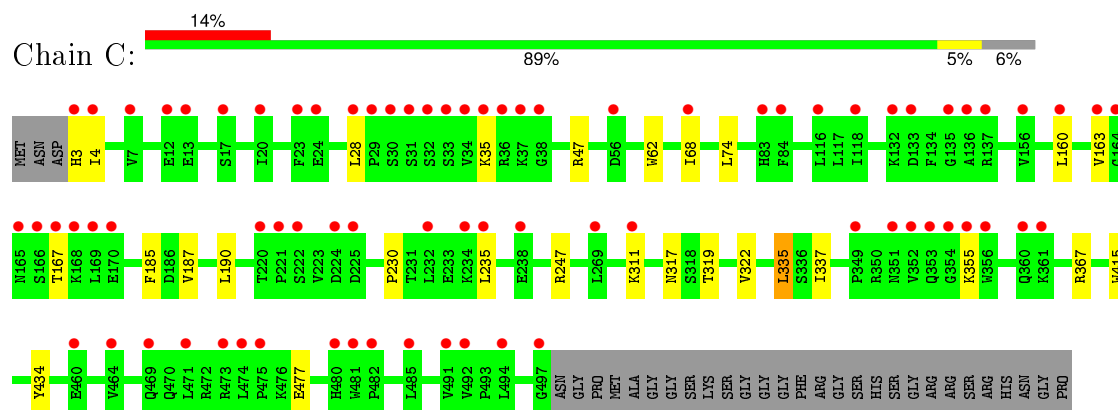 14%
Chain C:
89% 5% 6%
MET ASN ASP H3 I4 V7 E12 E13 S17 I20 F23 E24 L28 P29 S30 S31 S32 S33 V34 K35 R36 K37 G38 R47 D56 W62 I68 L74 H83 F84 L116 L117 I118 K132 D133 F134 G135 A136 R137 V156 L160 V163 G164
N165 S166 T167 K168 L169 E170 F185 D186 V187 L190 T220 P221 S222 V223 D224 D225 P230 T231 L232 E233 K234 L235 E238 R247 L269 K311 N317 S318 T319 V322 L335 S336 I337 P349 R350 N351 V352 Q353 G354 K355 W356 Q360 K361 R367 W415
Y434 E460 V464 Q469 Q470 L471 R472 R473 L474 P475 K476 E477 H480 W481 P482 L485 V491 V492 P493 L494 G497 ASN GLY PRO MET ALA GLY GLY SER LYS SER GLY GLY GLY PHE ARG GLY SER HIS SER GLY ARG ARG SER ARG HIS ASN GLY PRO